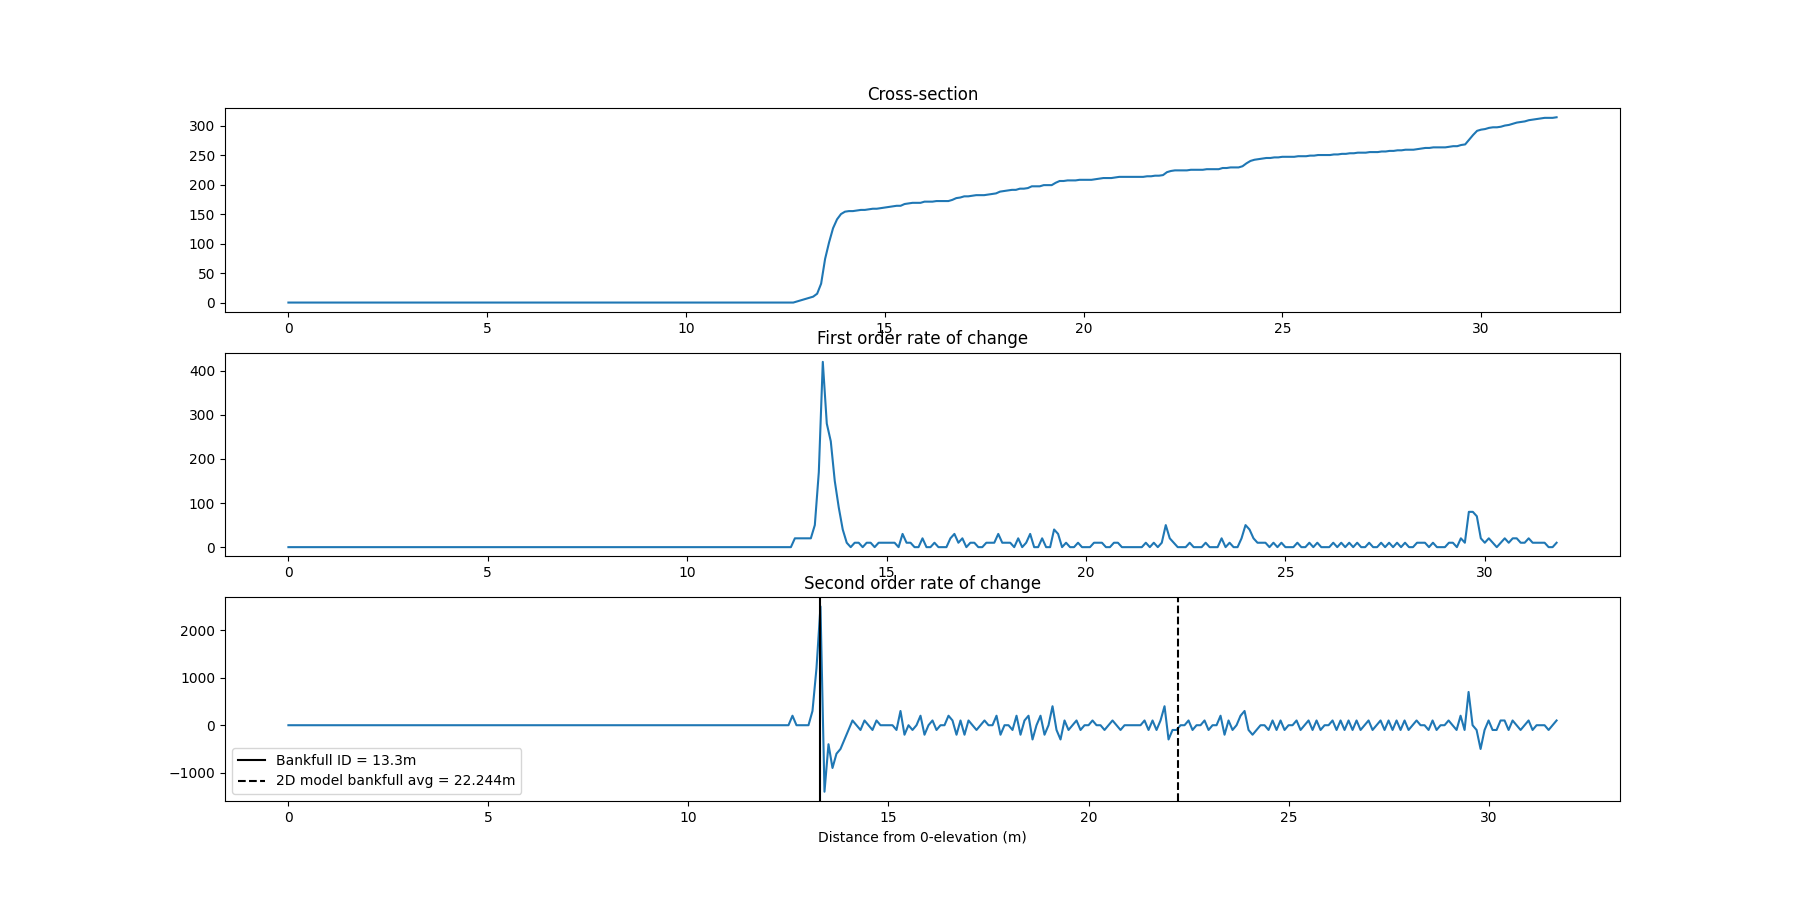 Cross-section
300
250
200
150
100
50
0
0 5 10 15 20 25 30
First order rate of change
400
300
200
100
0
0 5 10 15 20 25 30
Second order rate of change
2000
1000
0
−1000
Bankfull ID = 13.3m
2D model bankfull avg = 22.244m
0 5 10 15 20 25 30
Distance from 0-elevation (m)